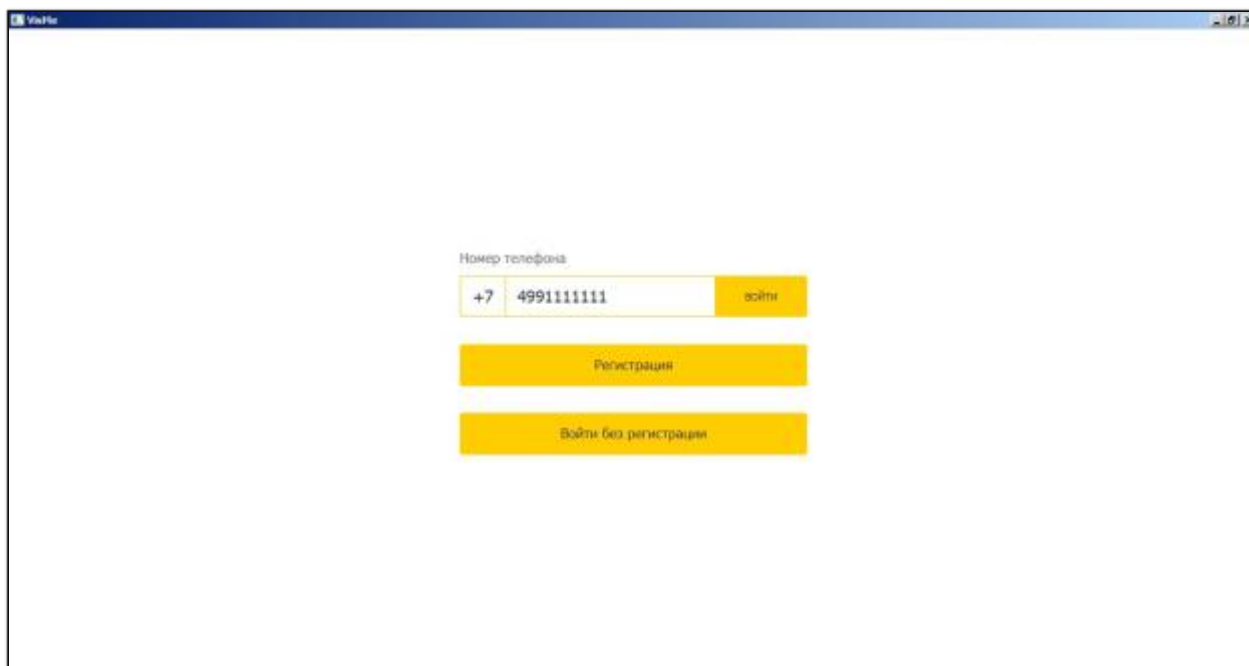 Номер телефона
+7 4991111111 войти
Регистрация
Войти без регистрации